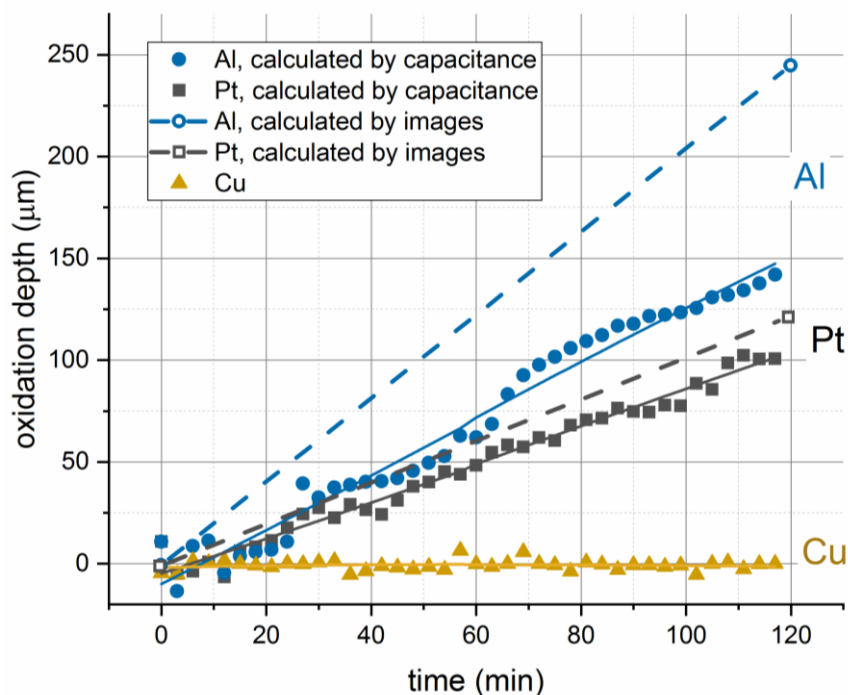 250
200
150
100
50
0
oxidation depth (μm)
Al, calculated by capacitance
Pt, calculated by capacitance
Al, calculated by images
Pt, calculated by images
Cu
Al
Pt
Cu
0 20 40 60 80 100 120
time (min)